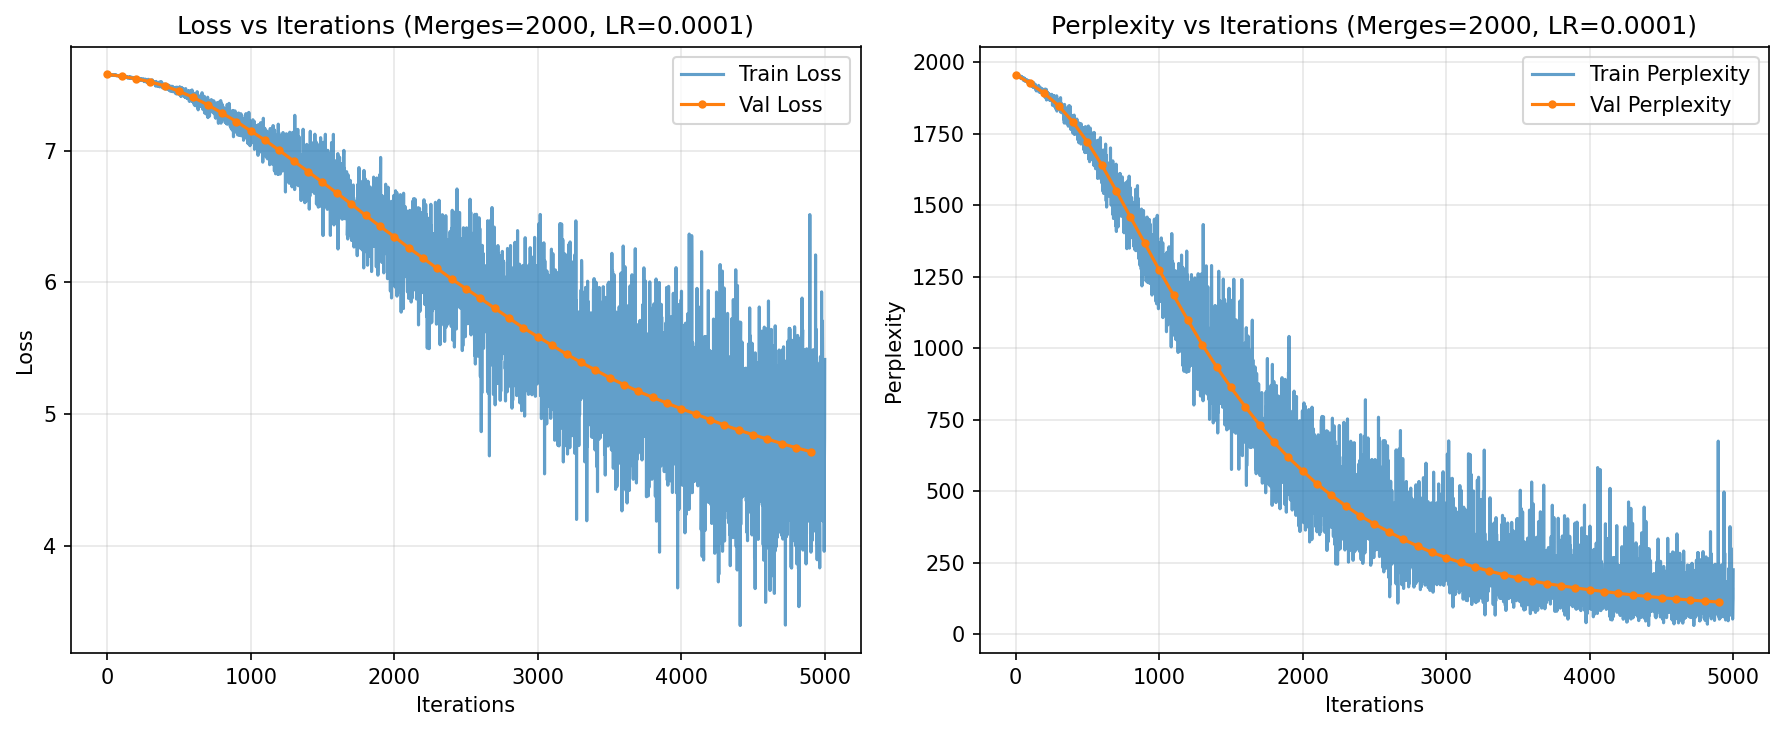 Loss vs Iterations (Merges=2000, LR=0.0001)
Train Loss
Val Loss
7
6
5
4
Loss
0 1000 2000 3000 4000 5000
Iterations
Perplexity vs Iterations (Merges=2000, LR=0.0001)
Train Perplexity
Val Perplexity
2000
1750
1500
1250
1000
750
500
250
0
Perplexity
0 1000 2000 3000 4000 5000
Iterations